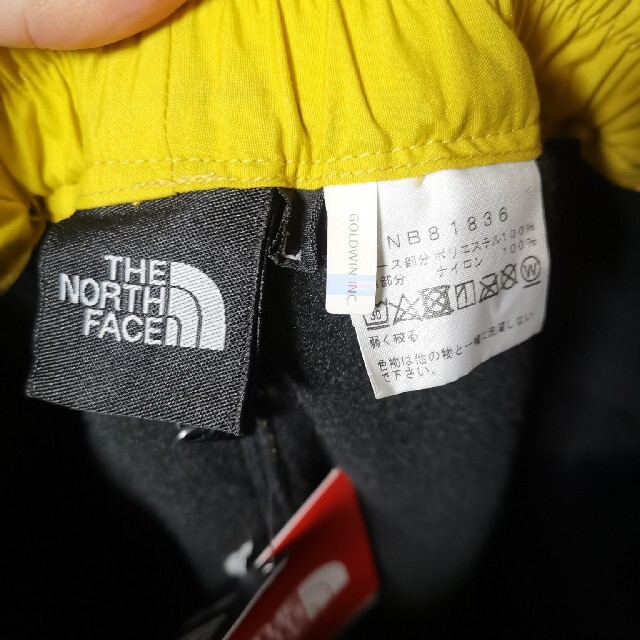 THE
NORTH
FACE
L
GOLDWIN INC.
NB81836
ース部分 ポリエステル100%
部分 ナイロン 100%
弱く絞る
色物は他の物と一緒に洗濯しない
で下さい。
THE